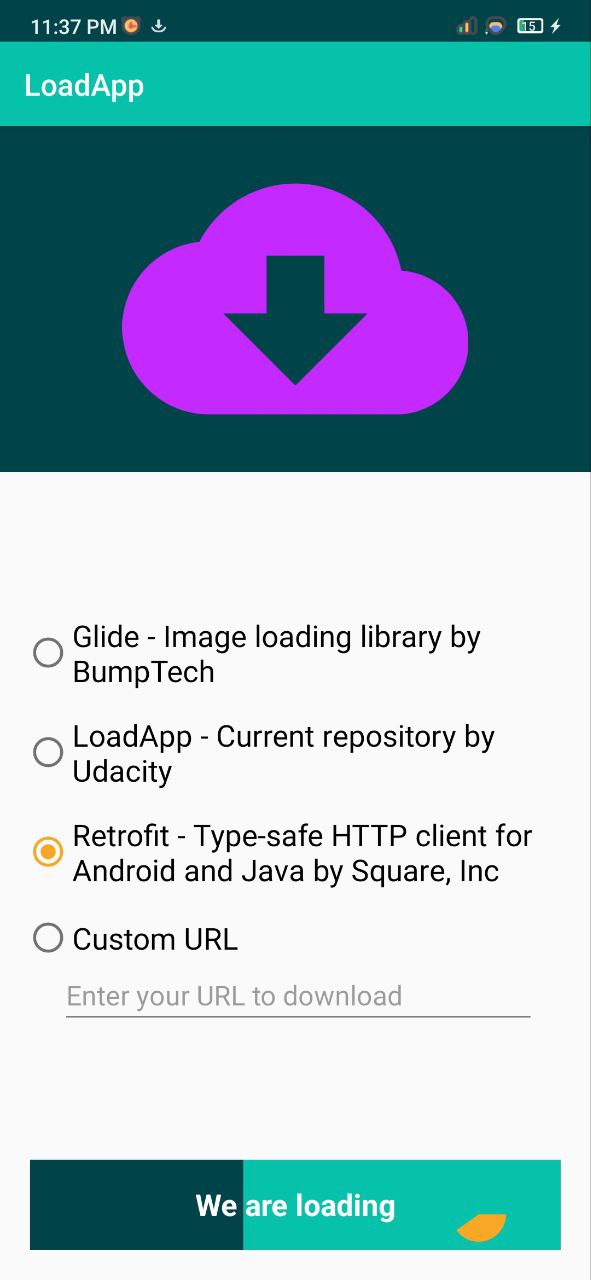 11:37 PM
15
LoadApp
Glide - Image loading library by
BumpTech
LoadApp - Current repository by
Udacity
Retrofit - Type-safe HTTP client for
Android and Java by Square, Inc
Custom URL
Enter your URL to download
We are loading